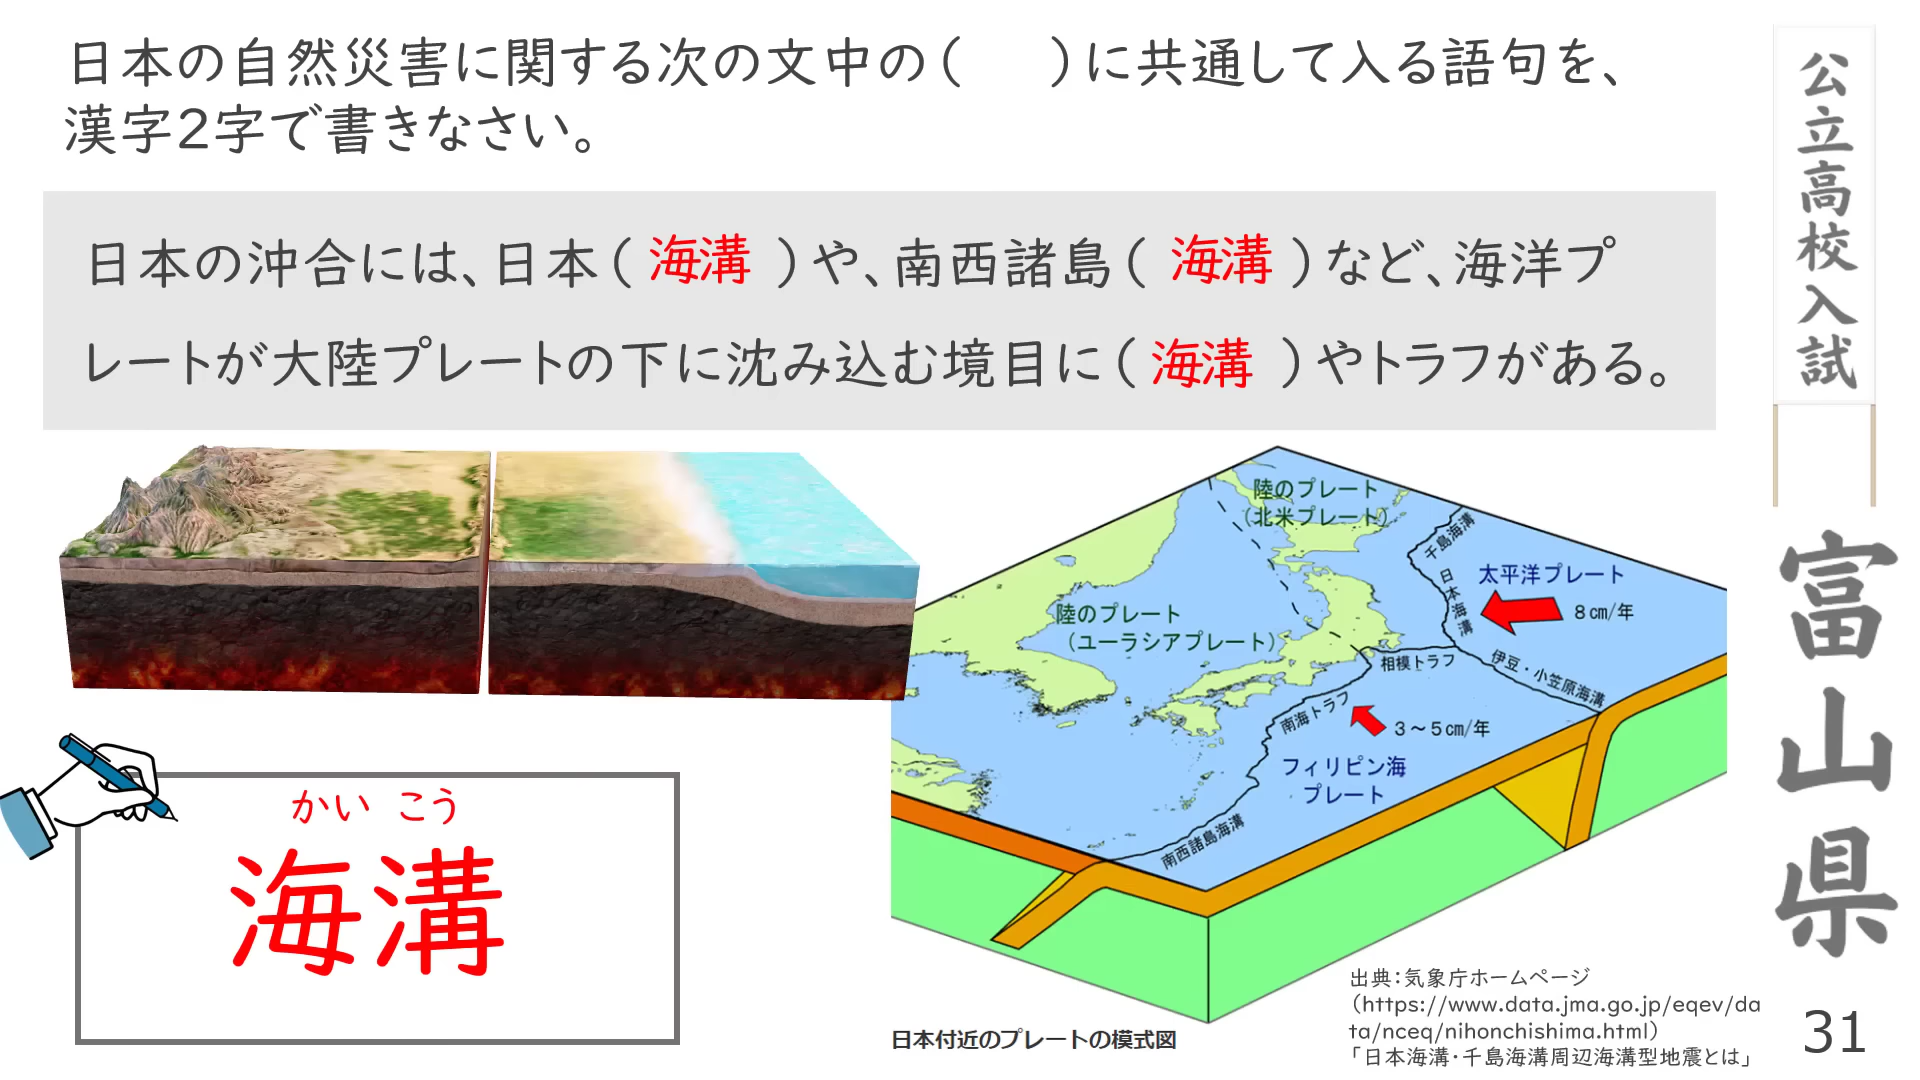 日本の自然災害に関する次の文中の(　　)に共通して入る語句を、
漢字2字で書きなさい。
日本の沖合には、日本(海溝)や、南西諸島(海溝)など、海洋プ
レートが大陸プレートの下に沈み込む境目に(海溝)やトラフがある。
かい こう
海溝
陸のプレート
（北米プレート）
千島海溝
日本海溝
太平洋プレート
8㎝/年
陸のプレート
（ユーラシアプレート）
相模トラフ
伊豆・小笠原海溝
南海トラフ
3～5㎝/年
フィリピン海
プレート
南西諸島海溝
日本付近のプレートの模式図
出典：気象庁ホームページ
（https://www.data.jma.go.jp/eqev/da
ta/nceq/nihonchishima.html）
「日本海溝・千島海溝周辺海溝型地震とは」
公立高校入試
富山県
31